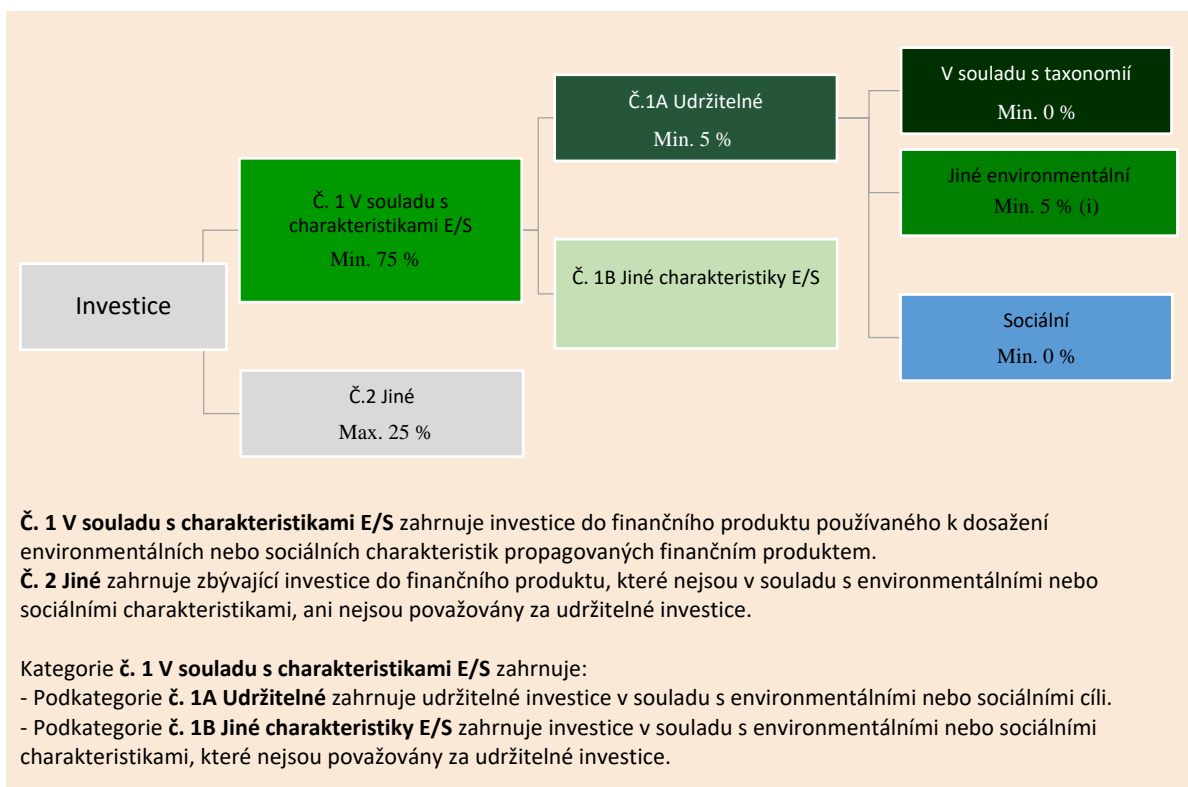 Investice
Č. 1 V souladu s
charakteristikami E/S
Min. 75 %
Č.2 Jiné
Max. 25 %
Č.1A Udržitelné
Min. 5 %
Č. 1B Jiné charakteristiky E/S
V souladu s taxonomií
Min. 0 %
Jiné environmentální
Min. 5 % (i)
Sociální
Min. 0 %
Č. 1 V souladu s charakteristikami E/S zahrnuje investice do finančního produktu používaného k dosažení
environmentálních nebo sociálních charakteristik propagovaných finančním produktem.
Č. 2 Jiné zahrnuje zbývající investice do finančního produktu, které nejsou v souladu s environmentálními nebo
sociálními charakteristikami, ani nejsou považovány za udržitelné investice.
Kategorie č. 1 V souladu s charakteristikami E/S zahrnuje:
- Podkategorie č. 1A Udržitelné zahrnuje udržitelné investice v souladu s environmentálními nebo sociálními cíli.
- Podkategorie č. 1B Jiné charakteristiky E/S zahrnuje investice v souladu s environmentálními nebo sociálními
charakteristikami, které nejsou považovány za udržitelné investice.